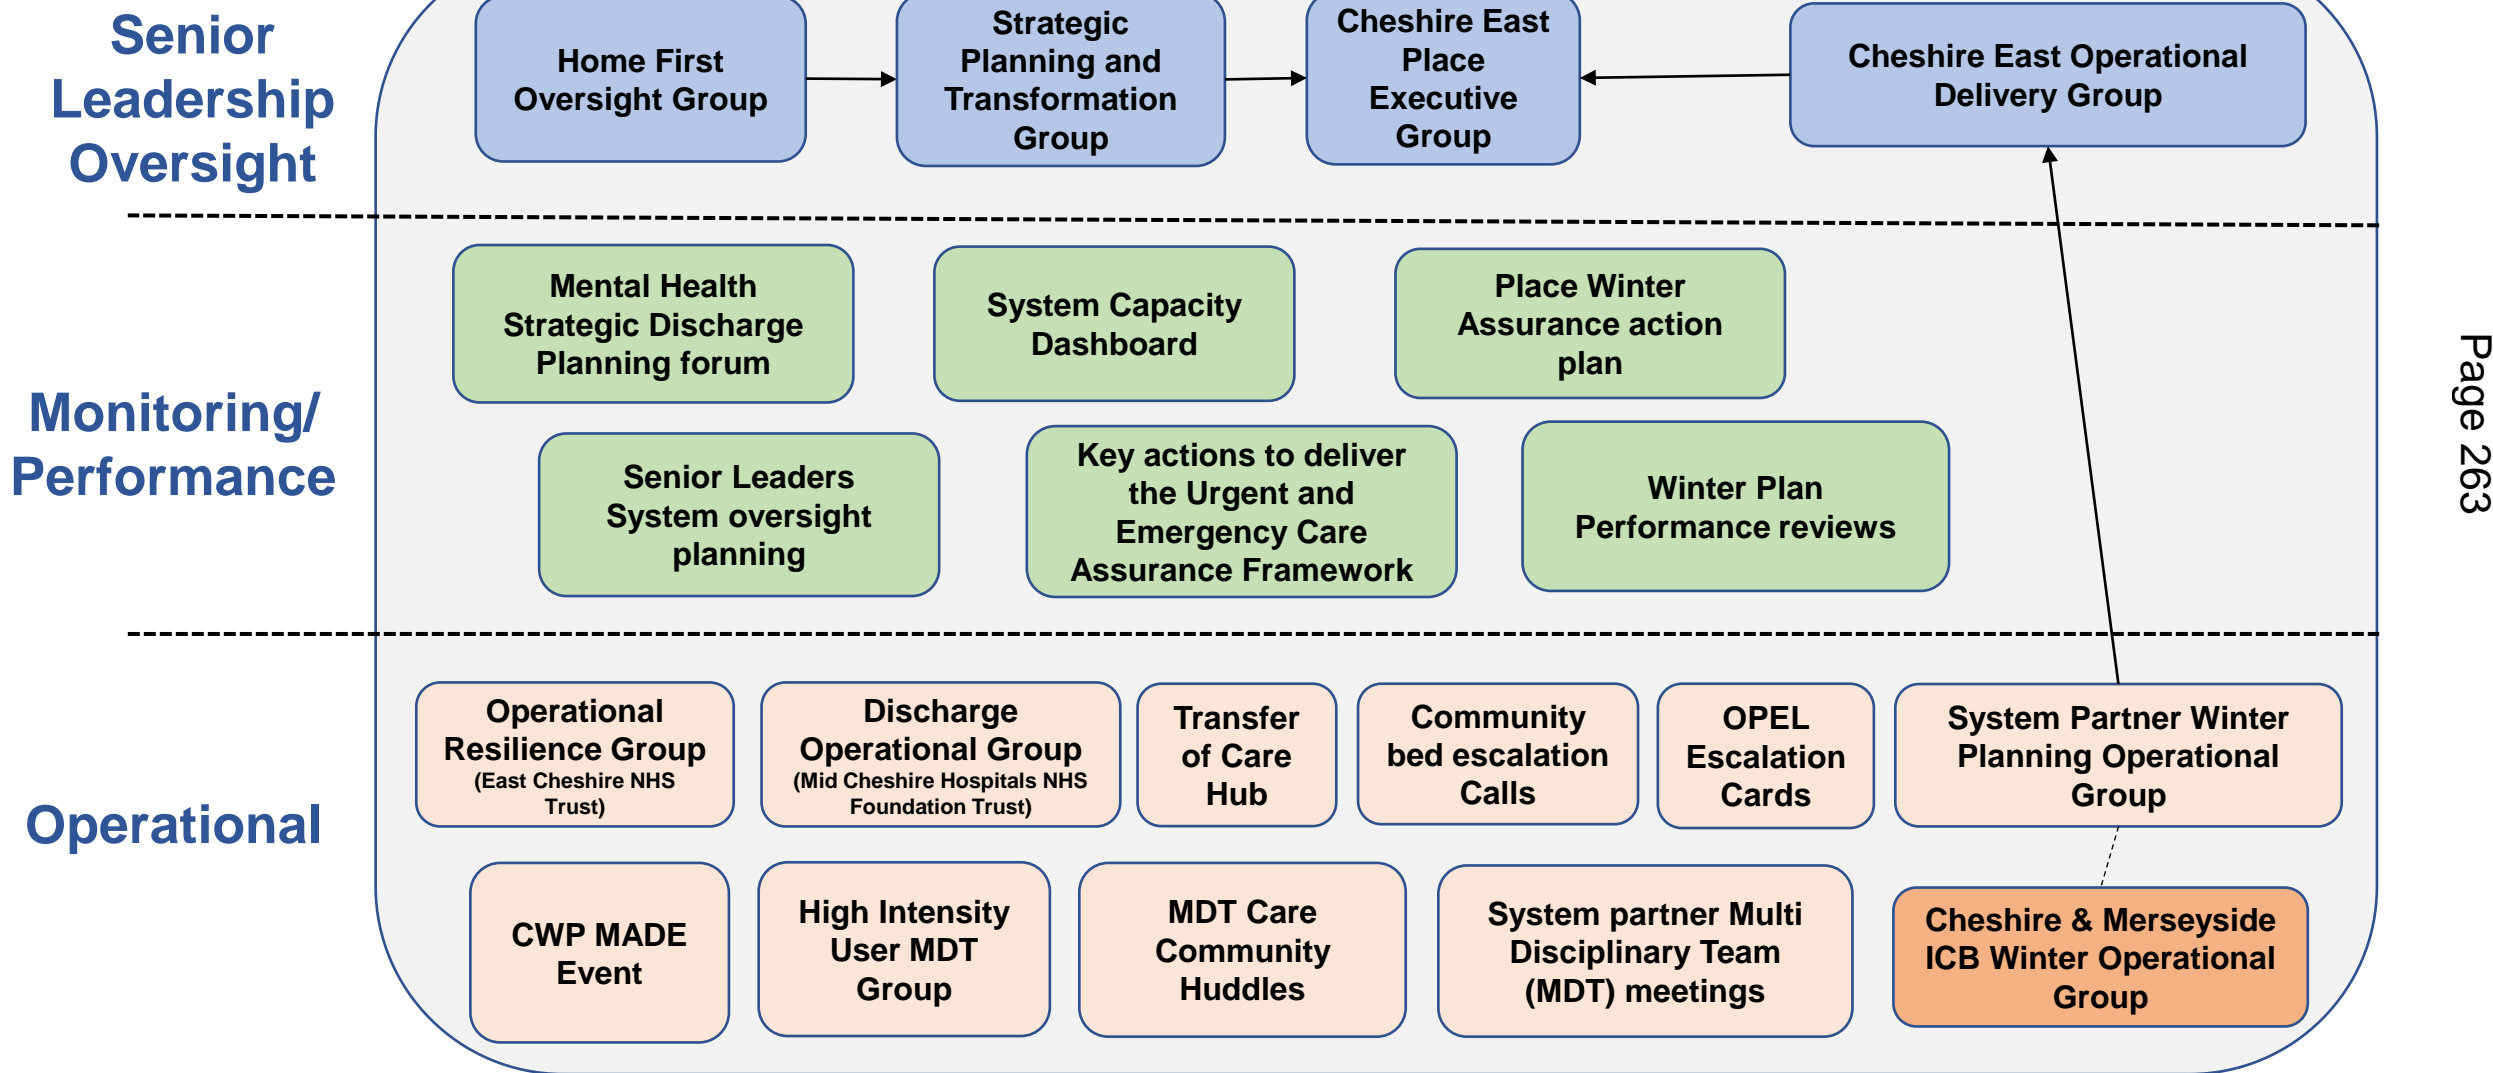 Senior
Leadership
Oversight
Home First
Oversight Group
Strategic
Planning and
Transformation
Group
Cheshire East
Place
Executive
Group
Cheshire East Operational
Delivery Group
Monitoring/
Performance
Mental Health
Strategic Discharge
Planning forum
System Capacity
Dashboard
Place Winter
Assurance action
plan
Senior Leaders
System oversight
planning
Key actions to deliver
the Urgent and
Emergency Care
Assurance Framework
Winter Plan
Performance reviews
Operational
Operational
Resilience Group
(East Cheshire NHS
Trust)
Discharge
Operational Group
(Mid Cheshire Hospitals NHS
Foundation Trust)
Transfer
of Care
Hub
Community
bed escalation
Calls
OPEL
Escalation
Cards
System Partner Winter
Planning Operational
Group
CWP MADE
Event
High Intensity
User MDT
Group
MDT Care
Community
Huddles
System partner Multi
Disciplinary Team
(MDT) meetings
Cheshire & Merseyside
ICB Winter Operational
Group
Page 263